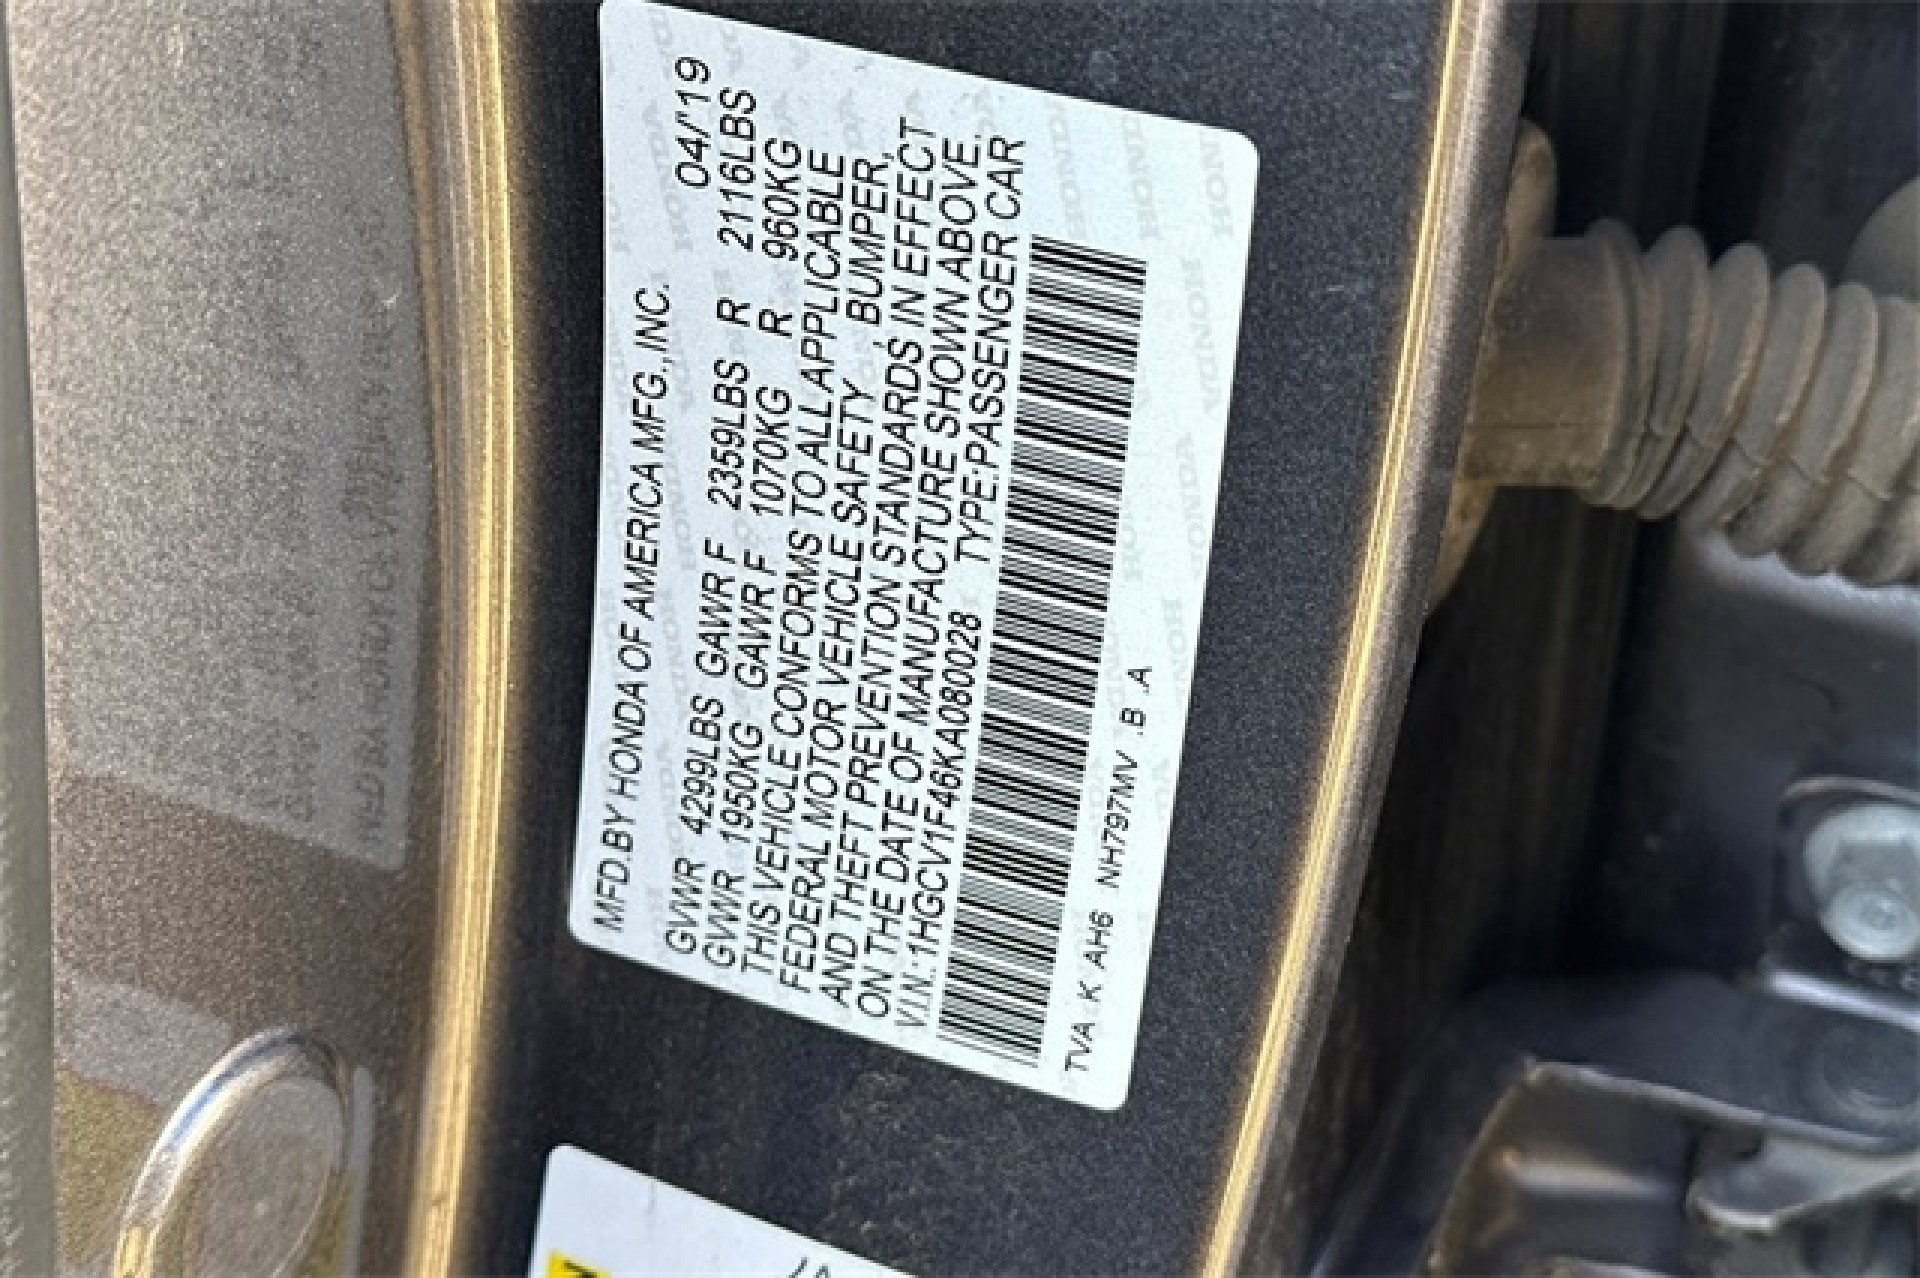 MFD.BY HONDA OF AMERICA MFG.,INC. 04/'19
GVWR 4299LBS GAWR F 2359LBS R 2116LBS
GVWR 1950KG GAWR F 1070KG R 960KG
THIS VEHICLE CONFORMS TO ALL APPLICABLE
FEDERAL MOTOR VEHICLE SAFETY, BUMPER,
AND THEFT PREVENTION STANDARDS IN EFFECT
ON THE DATE OF MANUFACTURE SHOWN ABOVE.
V.I.N.:1HGCV1F46KA080028 TYPE:PASSENGER CAR
TVA K AH6 NH797MV .B .A